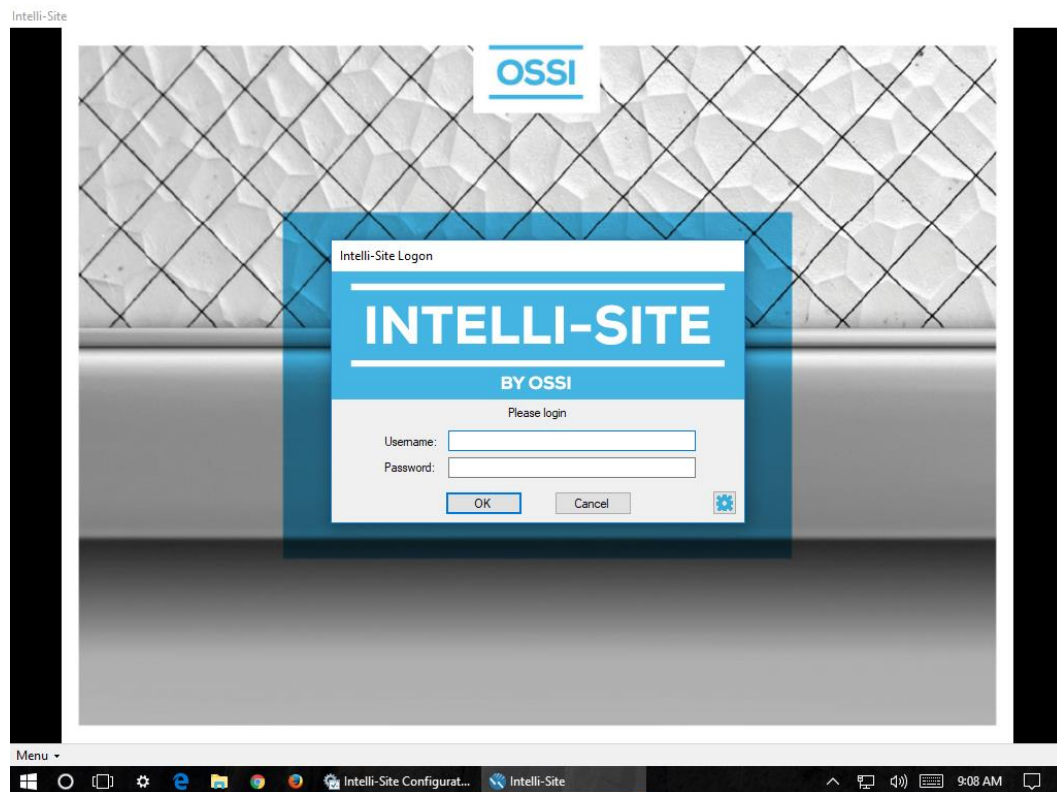 Intelli-Site
OSSI
Intelli-Site Logon
INTELLI-SITE
BY OSSI
Please login
Username:
Password:
OK Cancel
Menu
Intelli-Site Configurat... Intelli-Site 9:08 AM